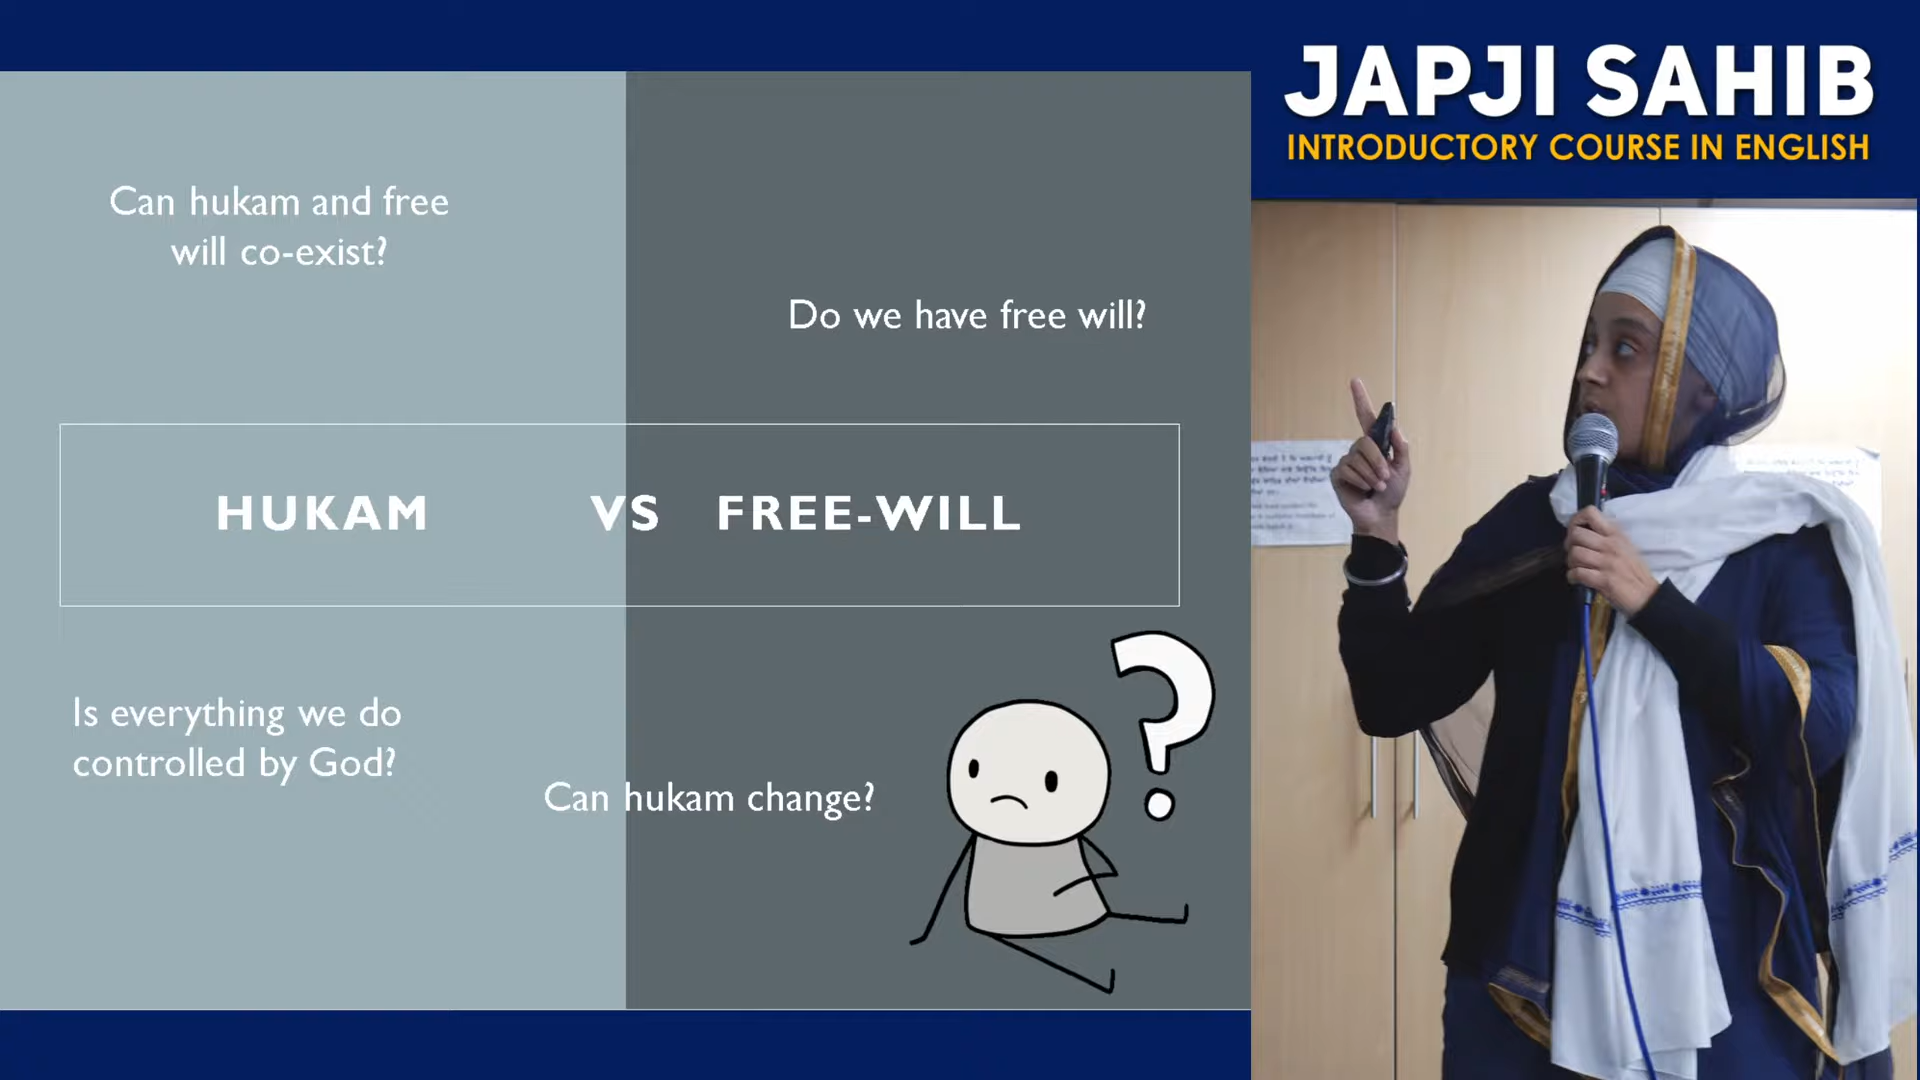 JAPJI SAHIB
INTRODUCTORY COURSE IN ENGLISH
Can hukam and free
will co-exist?
Do we have free will?
HUKAM VS FREE-WILL
Is everything we do
controlled by God?
Can hukam change?
?